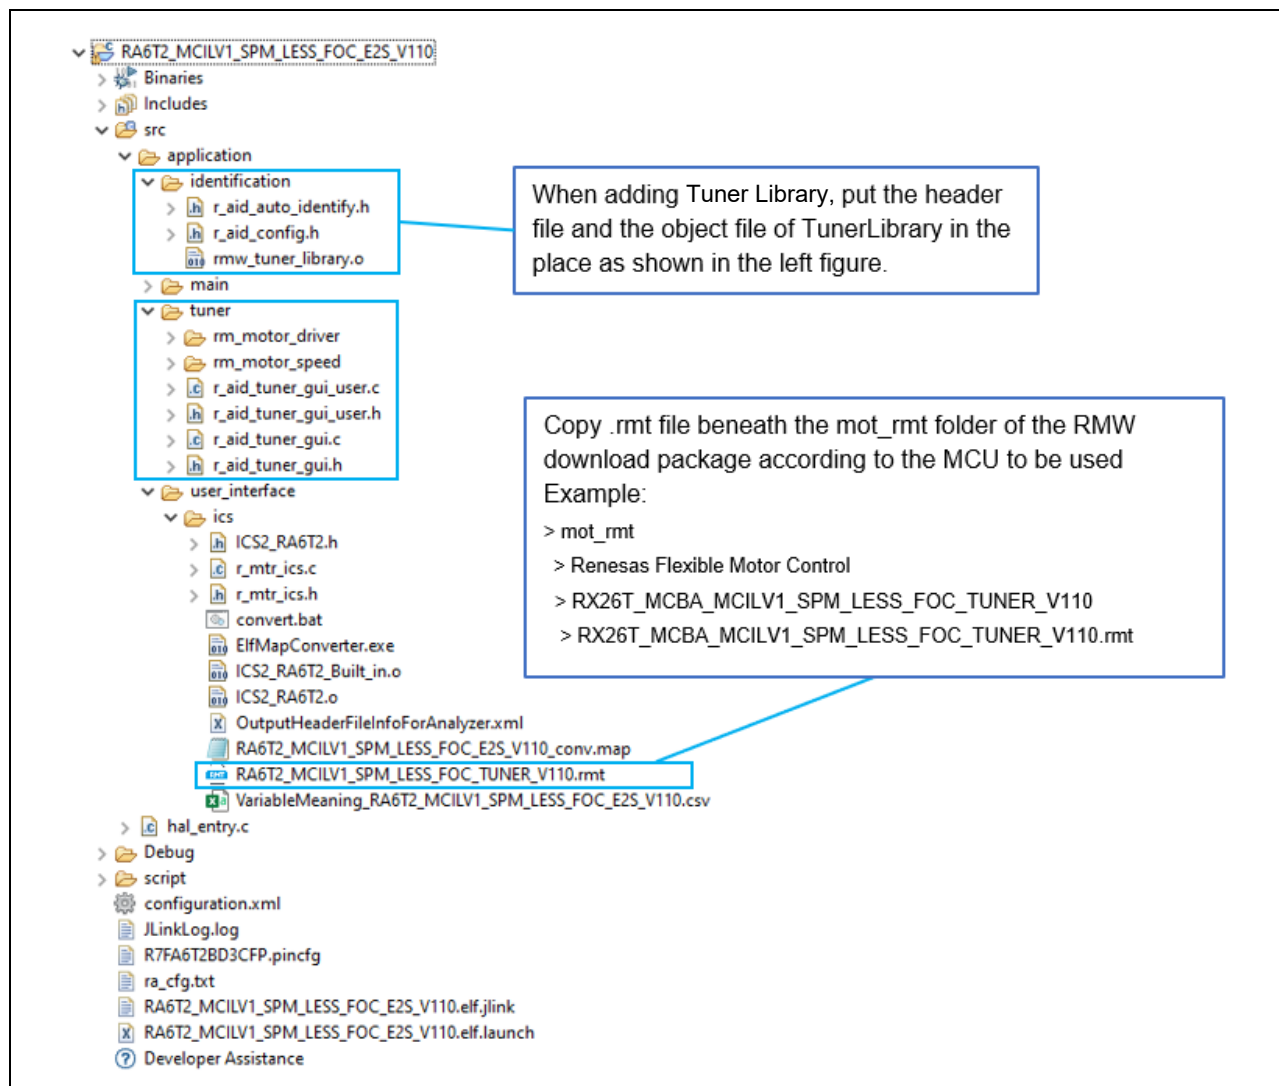 RA6T2_MCILV1_SPM_LESS_FOC_E2S_V110
Binaries
Includes
src
application
identification
r_aid_auto_identify.h
r_aid_config.h
rmw_tuner_library.o
main
tuner
rm_motor_driver
rm_motor_speed
r_aid_tuner_gui_user.c
r_aid_tuner_gui_user.h
r_aid_tuner_gui.c
r_aid_tuner_gui.h
user_interface
ics
ICS2_RA6T2.h
r_mtr_ics.c
r_mtr_ics.h
convert.bat
ElfMapConverter.exe
ICS2_RA6T2_Built_in.o
ICS2_RA6T2.o
OutputHeaderFileInfoForAnalyzer.xml
RA6T2_MCILV1_SPM_LESS_FOC_E2S_V110_conv.map
RA6T2_MCILV1_SPM_LESS_FOC_TUNER_V110.rmt
VariableMeaning_RA6T2_MCILV1_SPM_LESS_FOC_E2S_V110.csv
hal_entry.c
Debug
script
configuration.xml
JLinkLog.log
R7FA6T2BD3CFP.pincfg
ra_cfg.txt
RA6T2_MCILV1_SPM_LESS_FOC_E2S_V110.elf.jlink
RA6T2_MCILV1_SPM_LESS_FOC_E2S_V110.elf.launch
Developer Assistance
When adding Tuner Library, put the header
file and the object file of TunerLibrary in the
place as shown in the left figure.
Copy .rmt file beneath the mot_rmt folder of the RMW
download package according to the MCU to be used
Example:
> mot_rmt
> Renesas Flexible Motor Control
> RX26T_MCBA_MCILV1_SPM_LESS_FOC_TUNER_V110
> RX26T_MCBA_MCILV1_SPM_LESS_FOC_TUNER_V110.rmt